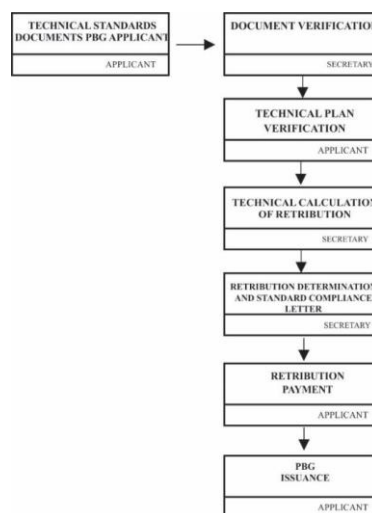 TECHNICAL STANDARDS
DOCUMENTS PBG APPLICANT
APPLICANT
DOCUMENT VERIFICATION
SECRETARY
TECHNICAL PLAN
VERIFICATION
APPLICANT
TECHNICAL CALCULATION
OF RETRIBUTION
SECRETARY
RETRIBUTION DETERMINATION
AND STANDARD COMPLIANCE
LETTER
SECRETARY
RETRIBUTION
PAYMENT
APPLICANT
PBG
ISSUANCE
APPLICANT